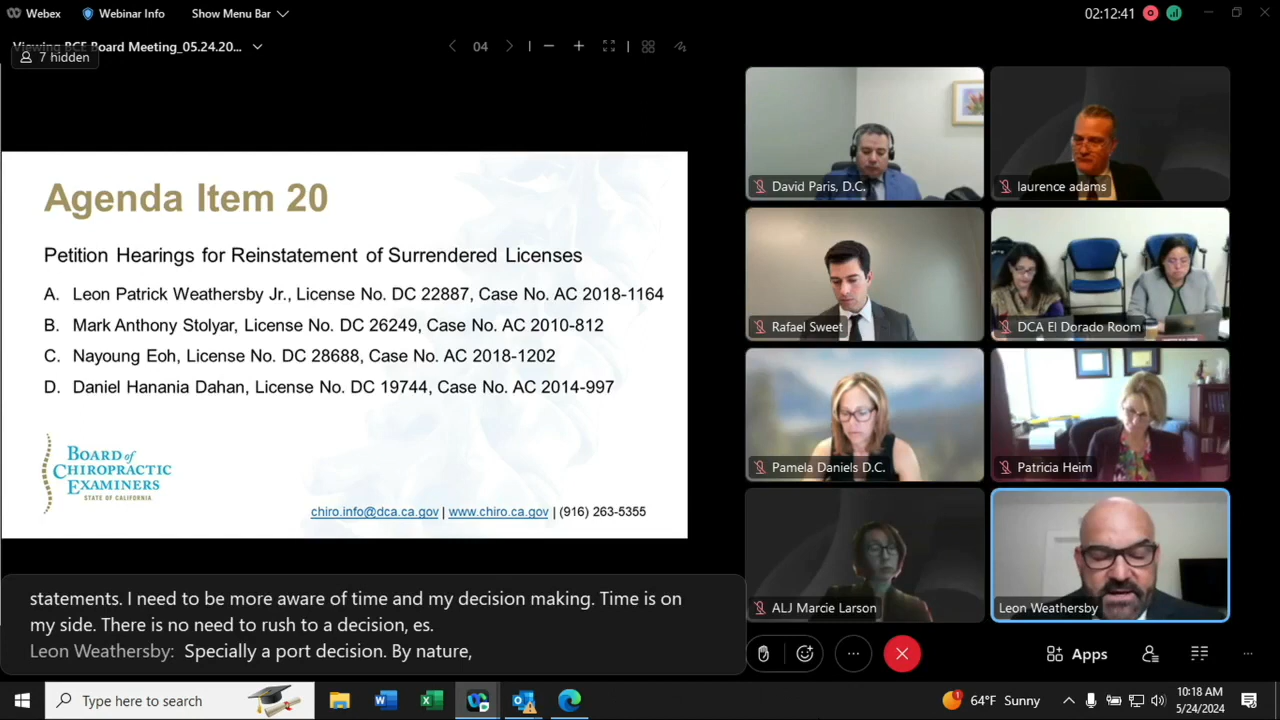 Webex
Webinar Info
Show Menu Bar
02:12:41
Viewing BCE Board Meeting_05.24.20...
7 hidden
04
Agenda Item 20
Petition Hearings for Reinstatement of Surrendered Licenses
A. Leon Patrick Weathersby Jr., License No. DC 22887, Case No. AC 2018-1164
B. Mark Anthony Stolyar, License No. DC 26249, Case No. AC 2010-812
C. Nayoung Eoh, License No. DC 28688, Case No. AC 2018-1202
D. Daniel Hanania Dahan, License No. DC 19744, Case No. AC 2014-997
BOARD of
CHIROPRACTIC
EXAMINERS
STATE OF CALIFORNIA
chiro.info@dca.ca.gov | www.chiro.ca.gov | (916) 263-5355
David Paris, D.C.
laurence adams
Rafael Sweet
DCA El Dorado Room
Pamela Daniels D.C.
Patricia Heim
ALJ Marcie Larson
Leon Weathersby
statements. I need to be more aware of time and my decision making. Time is on
my side. There is no need to rush to a decision, es.
Leon Weathersby: Specially a port decision. By nature,
Apps
Type here to search
1
64°F Sunny
10:18 AM
5/24/2024